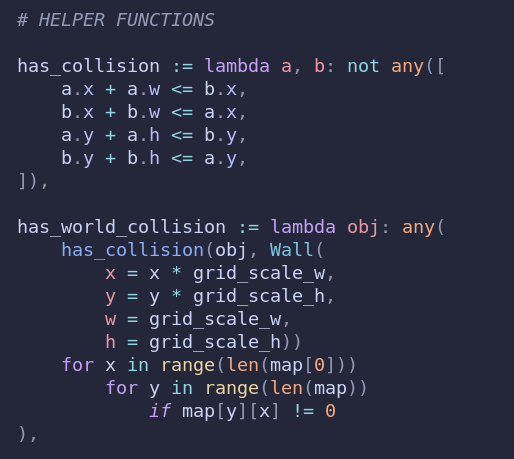 # HELPER FUNCTIONS

has_collision := lambda a, b: not any([
    a.x + a.w <= b.x,
    b.x + b.w <= a.x,
    a.y + a.h <= b.y,
    b.y + b.h <= a.y,
]),

has_world_collision := lambda obj: any(
    has_collision(obj, Wall(
        x = x * grid_scale_w,
        y = y * grid_scale_h,
        w = grid_scale_w,
        h = grid_scale_h))
    for x in range(len(map[0]))
        for y in range(len(map))
            if map[y][x] != 0
),